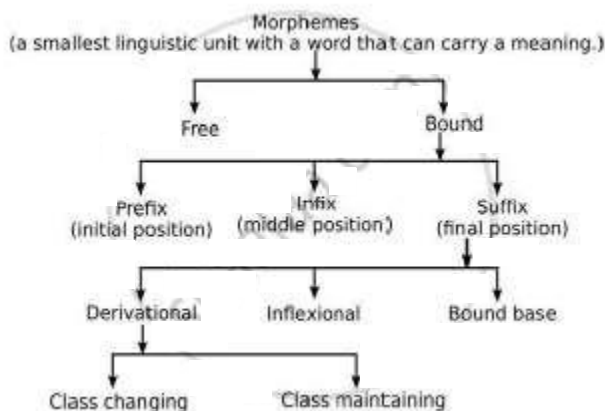 Morphemes
(a smallest linguistic unit with a word that can carry a meaning.)
Free Bound
Prefix Infix Suffix
(initial position) (middle position) (final position)
Derivational Inflexional Bound base
Class changing Class maintaining